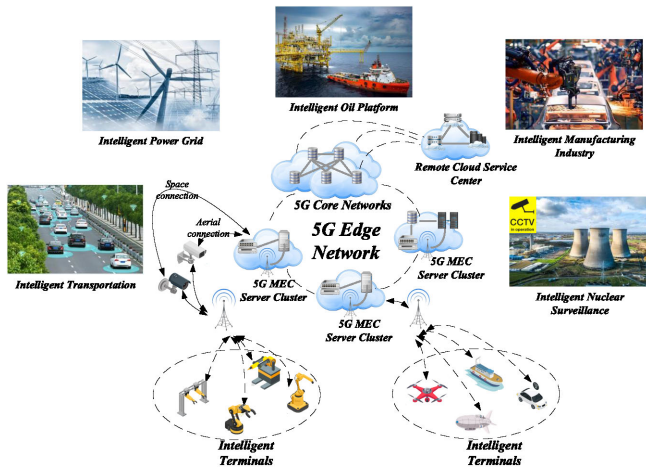 Intelligent Power Grid
Intelligent Oil Platform
Intelligent Manufacturing
Industry
Remote Cloud Service
Center
5G Core Networks
Space
connection
Aerial
connection
5G Edge
Network
CCTV
in operation
Intelligent Transportation
5G MEC
Server Cluster
5G MEC
Server Cluster
5G MEC
Server Cluster
Intelligent Nuclear
Surveillance
Intelligent
Terminals
Intelligent
Terminals